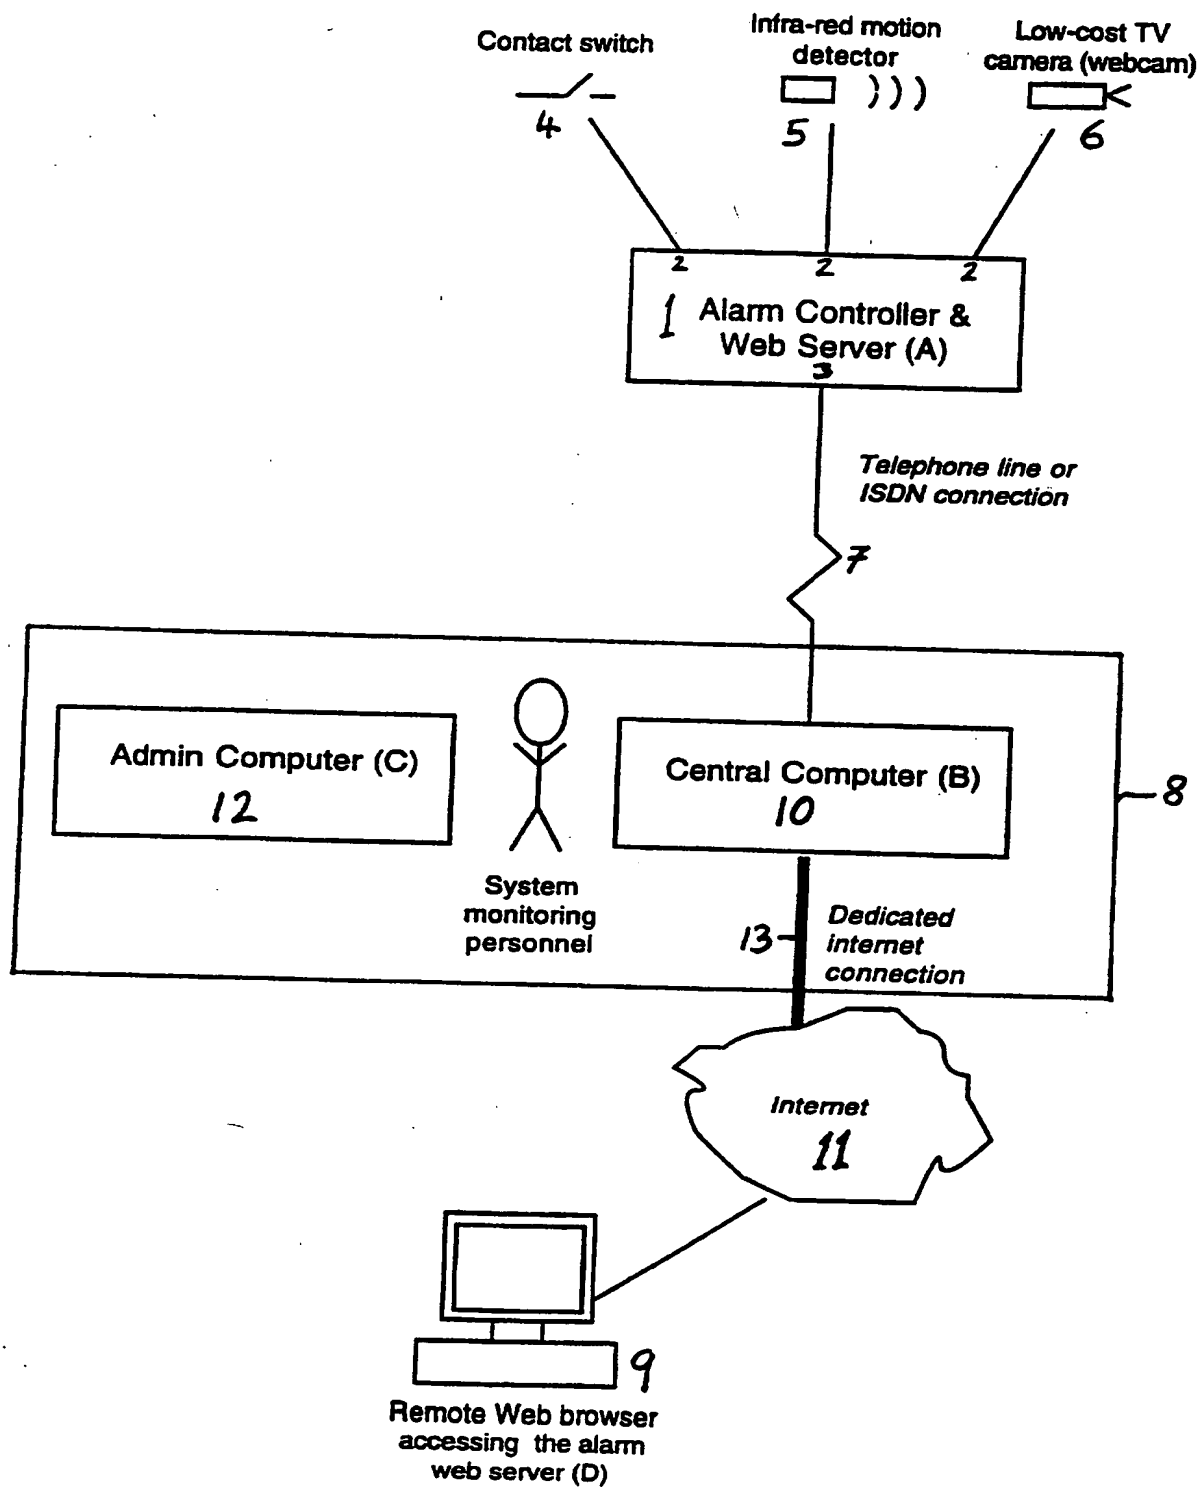 Contact switch
Infra-red motion
detector
Low-cost TV
camera (webcam)
4
5
6
2
2
2
1
Alarm Controller &
Web Server (A)
3
Telephone line or
ISDN connection
7
Admin Computer (C)
12
Central Computer (B)
10
8
System
monitoring
personnel
13
Dedicated
internet
connection
Internet
11
9
Remote Web browser
accessing the alarm
web server (D)